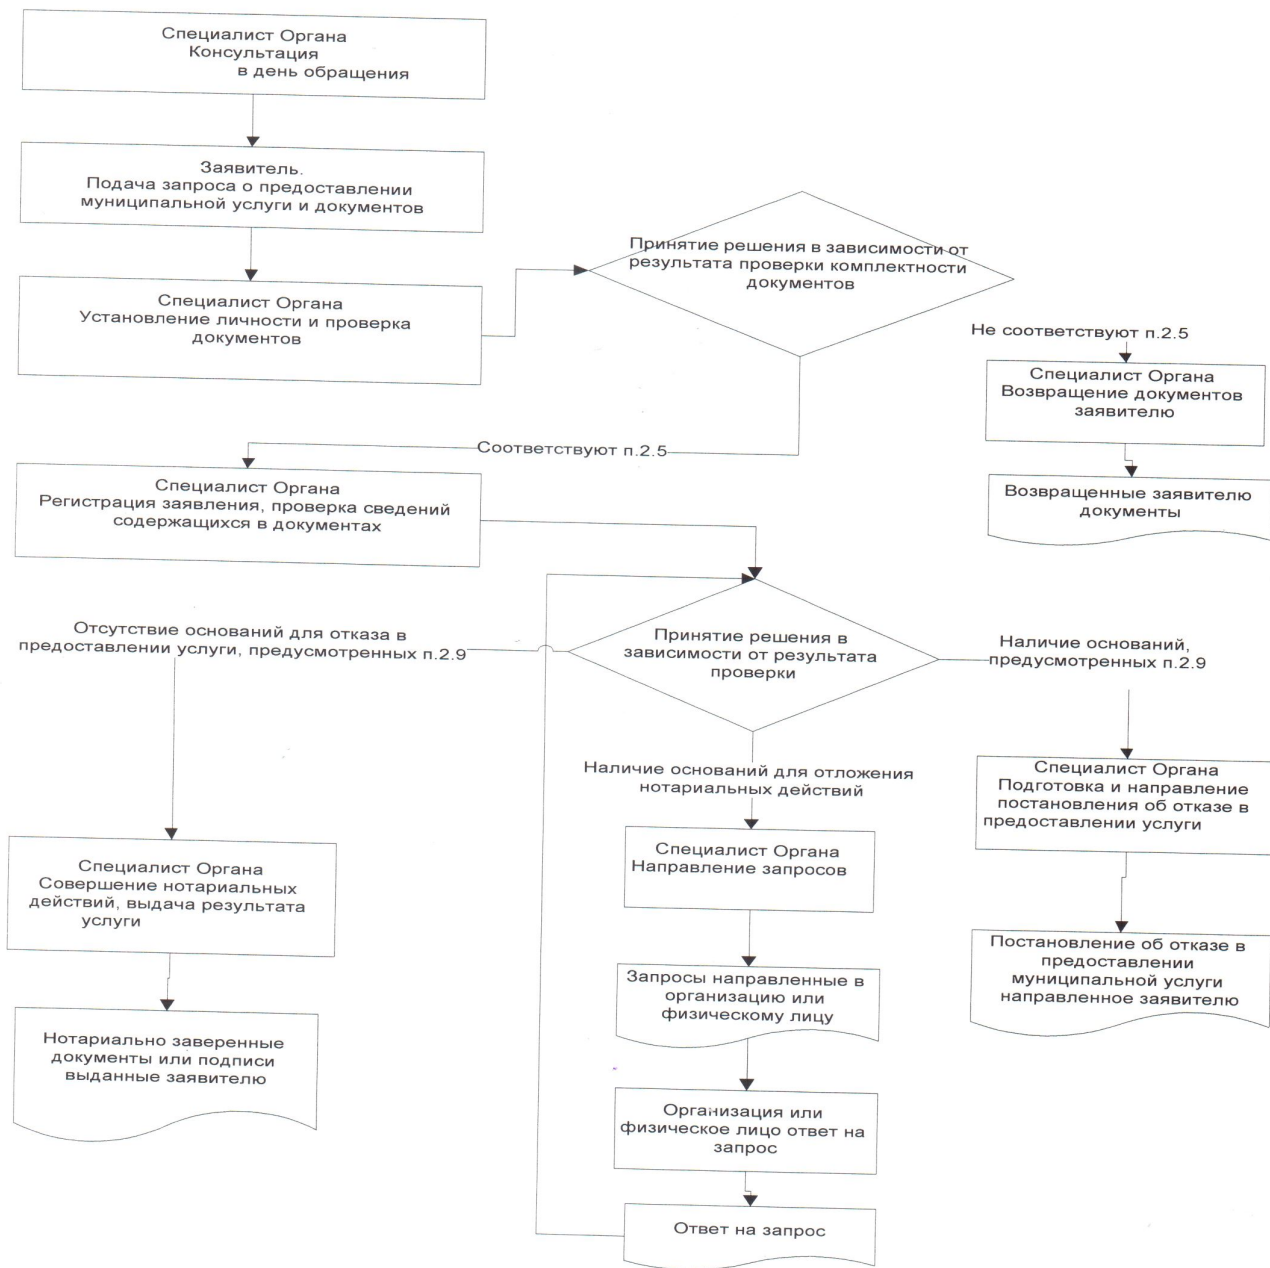 Специалист Органа
Консультация
в день обращения
Заявитель.
Подача запроса о предоставлении
муниципальной услуги и документов
Специалист Органа
Установление личности и проверка
документов
Принятие решения в зависимости от
результата проверки комплектности
документов
Не соответствуют п.2.5
Специалист Органа
Возвращение документов
заявителю
Возвращенные заявителю
документы
Соответствуют п.2.5
Специалист Органа
Регистрация заявления, проверка сведений
содержащихся в документах
Принятие решения в
зависимости от результата
проверки
Отсутствие оснований для отказа в
предоставлении услуги, предусмотренных п.2.9
Наличие оснований,
предусмотренных п.2.9
Наличие оснований для отложения
нотариальных действий
Специалист Органа
Совершение нотариальных
действий, выдача результата
услуги
Нотариально заверенные
документы или подписи
выданные заявителю
Специалист Органа
Направление запросов
Запросы направленные в
организацию или
физическому лицу
Организация или
физическое лицо ответ на
запрос
Ответ на запрос
Специалист Органа
Подготовка и направление
постановления об отказе в
предоставлении услуги
Постановление об отказе в
предоставлении
муниципальной услуги
направленное заявителю